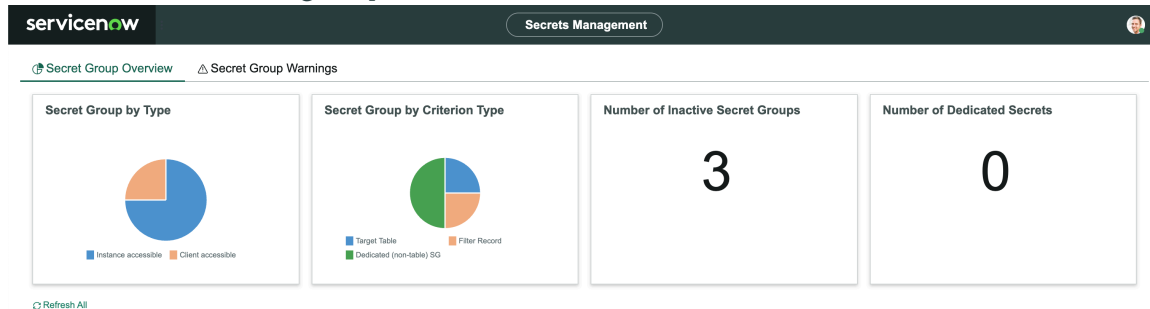 servicenow
Secrets Management
Secret Group Overview
Secret Group Warnings
Secret Group by Type
Instance accessible
Client accessible
Secret Group by Criterion Type
Target Table
Filter Record
Dedicated (non-table) SG
Number of Inactive Secret Groups
3
Number of Dedicated Secrets
0
Refresh All